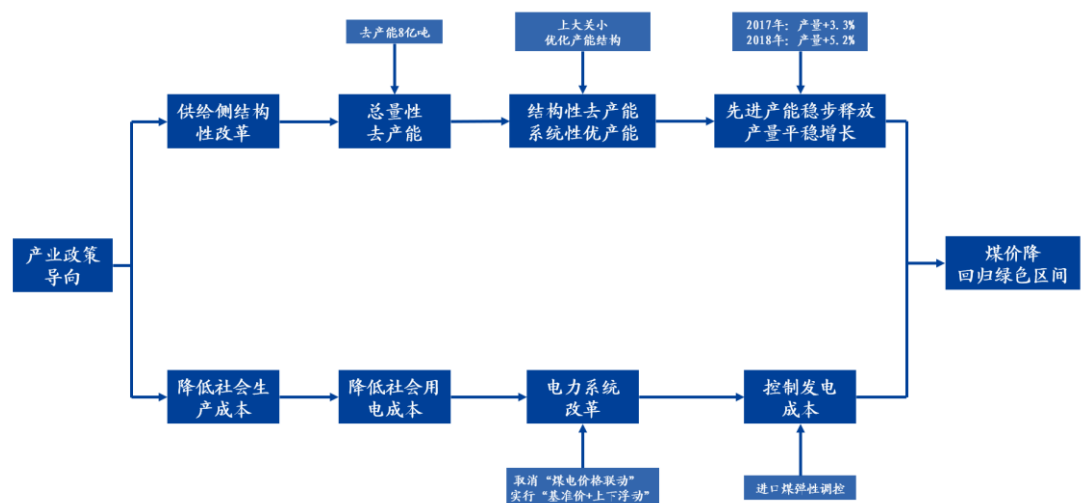 去产能8亿吨
上大关小
优化产能结构
2017年：产量+3.3%
2018年：产量+5.2%
供给侧结构
性改革
总量性
去产能
结构性去产能
系统性优产能
先进产能稳步释放
产量平稳增长
产业政策
导向
煤价降
回归绿色区间
降低社会生
产成本
降低社会用
电成本
电力系统
改革
控制发电
成本
取消“煤电价格联动”
实行“基准价+上下浮动”
进口煤弹性调控